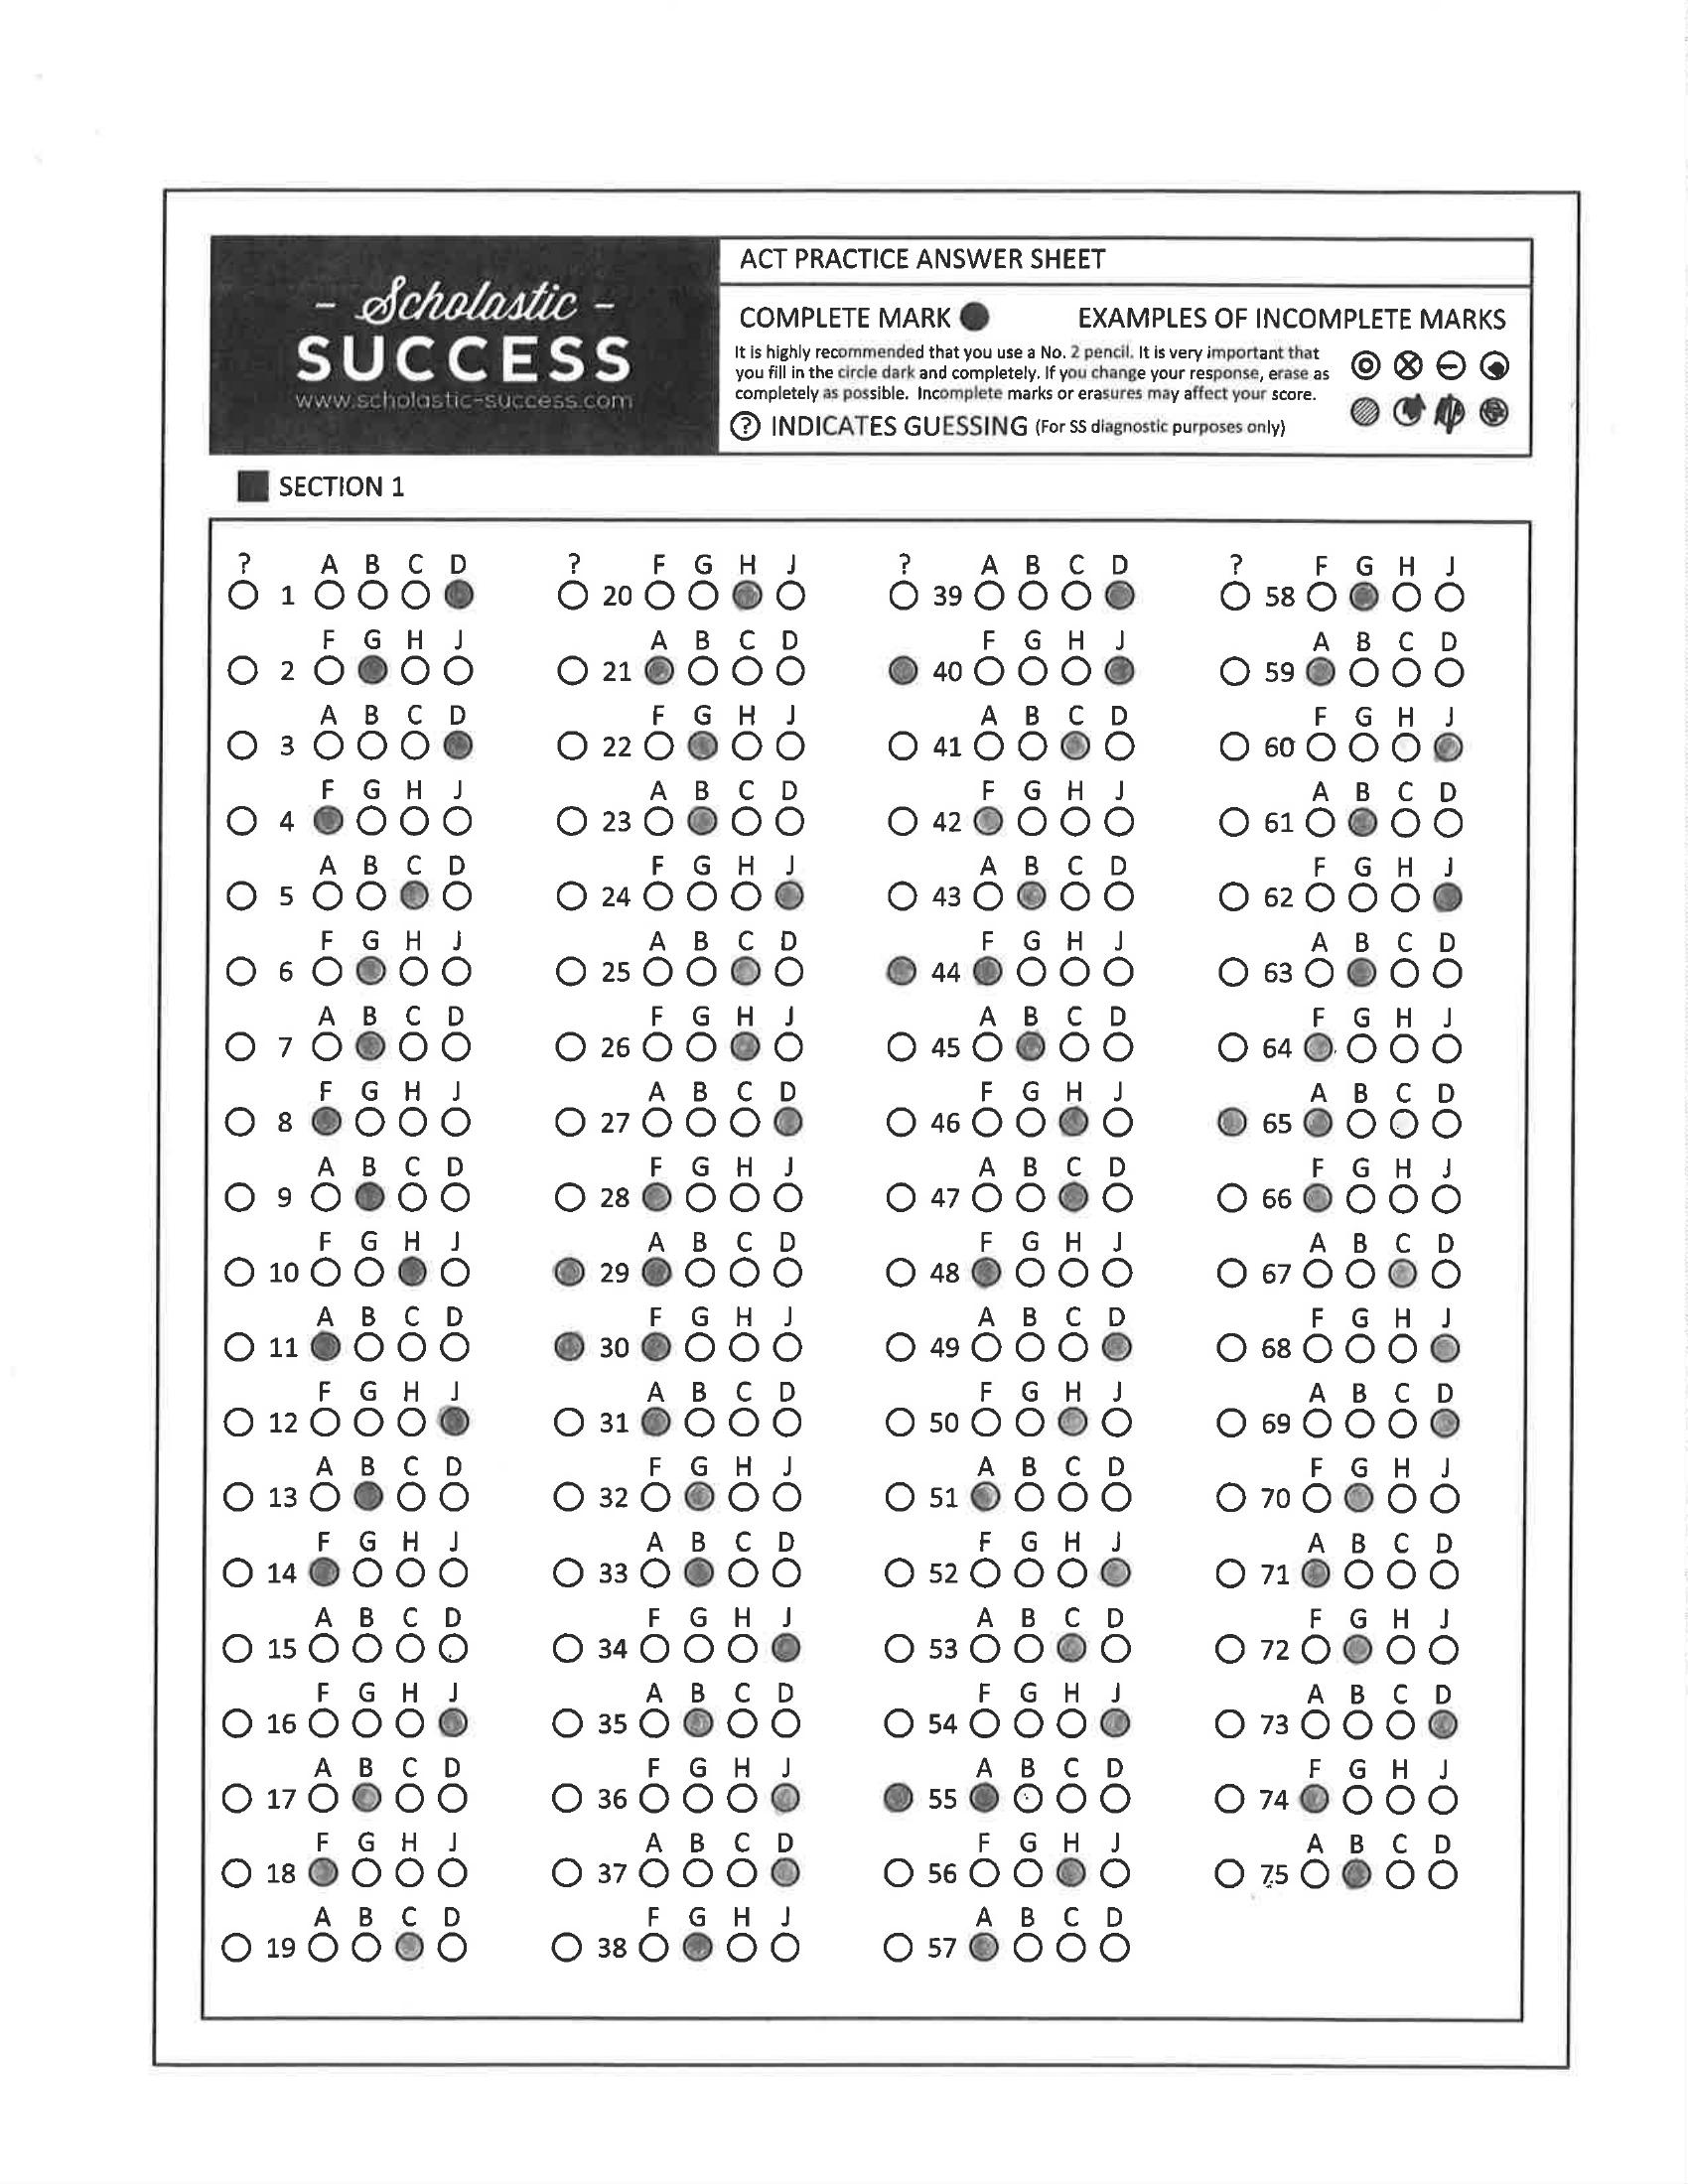 - Scholastic -
SUCCESS
www.scholastic-success.com
ACT PRACTICE ANSWER SHEET
COMPLETE MARK EXAMPLES OF INCOMPLETE MARKS
It is highly recommended that you use a No. 2 pencil. It is very important that
you fill in the circle dark and completely. If you change your response, erase as
completely as possible. Incomplete marks or erasures may affect your score.
? INDICATES GUESSING (For SS diagnostic purposes only)
SECTION 1
? A B C D ? F G H J ? A B C D ? F G H J
1 20 39 58
F G H J A B C D F G H J A B C D
2 21 40 59
A B C D F G H J A B C D F G H J
3 22 41 60
F G H J A B C D F G H J A B C D
4 23 42 61
A B C D F G H J A B C D F G H J
5 24 43 62
F G H J A B C D F G H J A B C D
6 25 44 63
A B C D F G H J A B C D F G H J
7 26 45 64
F G H J A B C D F G H J A B C D
8 27 46 65
A B C D F G H J A B C D F G H J
9 28 47 66
F G H J A B C D F G H J A B C D
10 29 48 67
A B C D F G H J A B C D F G H J
11 30 49 68
F G H J A B C D F G H J A B C D
12 31 50 69
A B C D F G H J A B C D F G H J
13 32 51 70
F G H J A B C D F G H J A B C D
14 33 52 71
A B C D F G H J A B C D F G H J
15 34 53 72
F G H J A B C D F G H J A B C D
16 35 54 73
A B C D F G H J A B C D F G H J
17 36 55 74
F G H J A B C D F G H J A B C D
18 37 56 75
A B C D F G H J A B C D
19 38 57